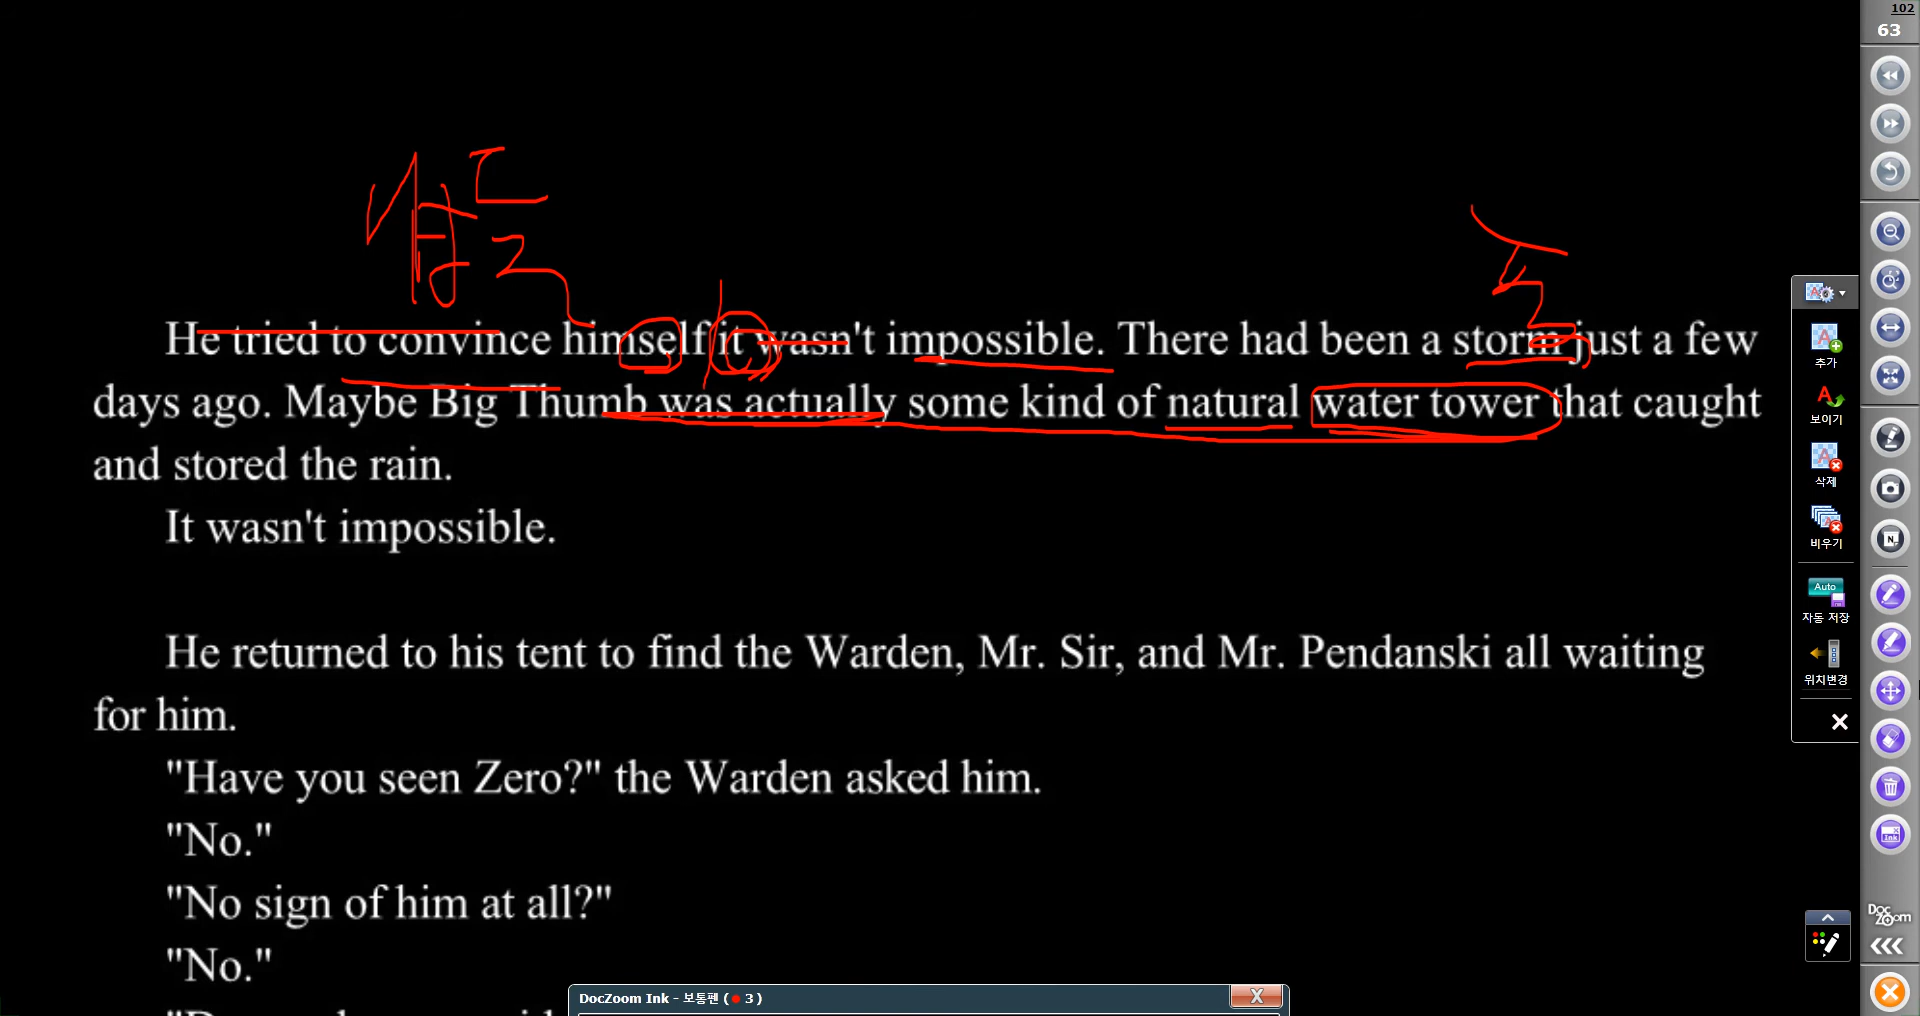 102
63
He tried to convince himself it wasn't impossible. There had been a storm just a few
days ago. Maybe Big Thumb was actually some kind of natural water tower that caught
and stored the rain.
It wasn't impossible.
He returned to his tent to find the Warden, Mr. Sir, and Mr. Pendanski all waiting
for him.
"Have you seen Zero?" the Warden asked him.
"No."
"No sign of him at all?"
"No."
추가
보이기
삭제
비우기
Auto
자동 저장
위치변경
DocZoom
DocZoom Ink - 보통펜 ( 3 )